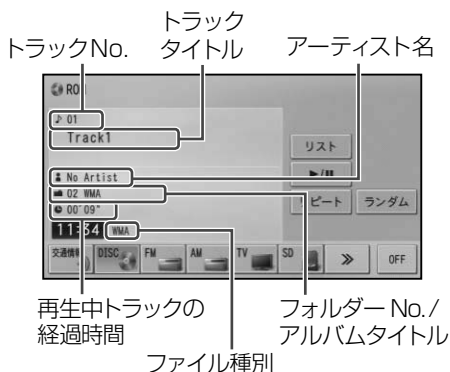 トラック
トラックNo. タイトル アーティスト名
ROM
♪ 01
Track1
リスト
▶/II
No Artist
02 WMA
リピート ランダム
00'09"
11:34 WMA
交通情報 DISC FM AM TV SD ≫ OFF
再生中トラックの フォルダー No./
経過時間 アルバムタイトル
ファイル種別